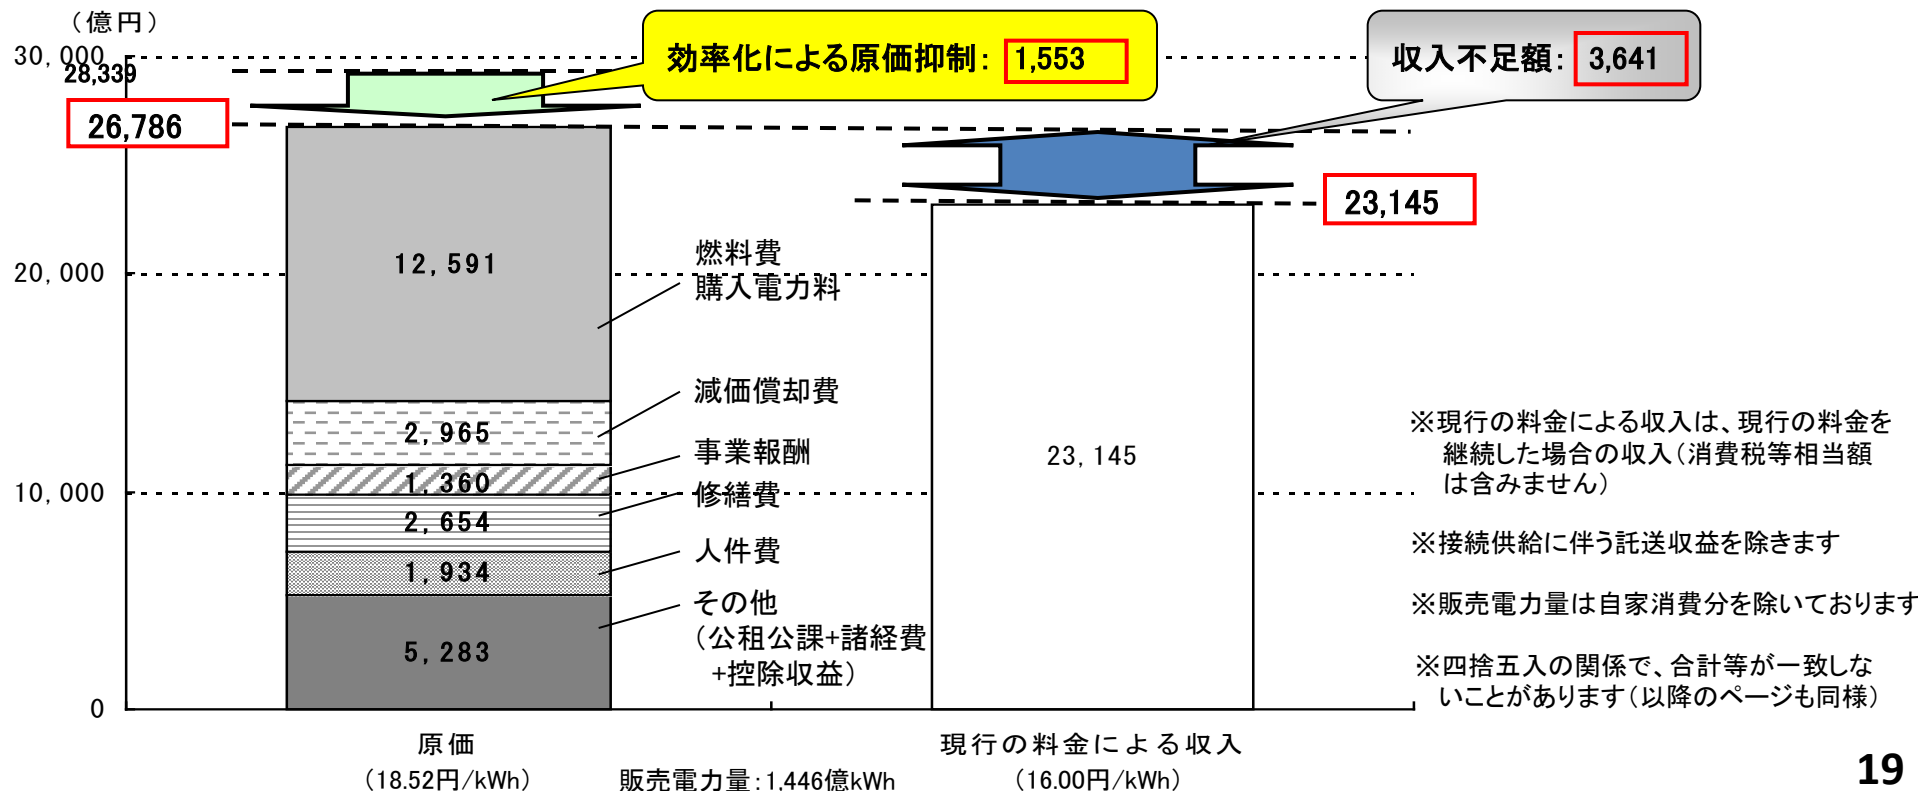 （億円）
30,000
28,339
26,786
20,000
10,000
0
効率化による原価抑制： 1,553
収入不足額： 3,641
23,145
12,591
2,965
1,360
2,654
1,934
5,283
燃料費
購入電力料
減価償却費
事業報酬
修繕費
人件費
その他
（公租公課+諸経費
+控除収益）
23,145
※現行の料金による収入は、現行の料金を
継続した場合の収入（消費税等相当額
は含みません）
※接続供給に伴う託送収益を除きます
※販売電力量は自家消費分を除いております
※四捨五入の関係で、合計等が一致しな
いことがあります（以降のページも同様）
原価
（18.52円/kWh）
販売電力量：1,446億kWh
現行の料金による収入
（16.00円/kWh）
19